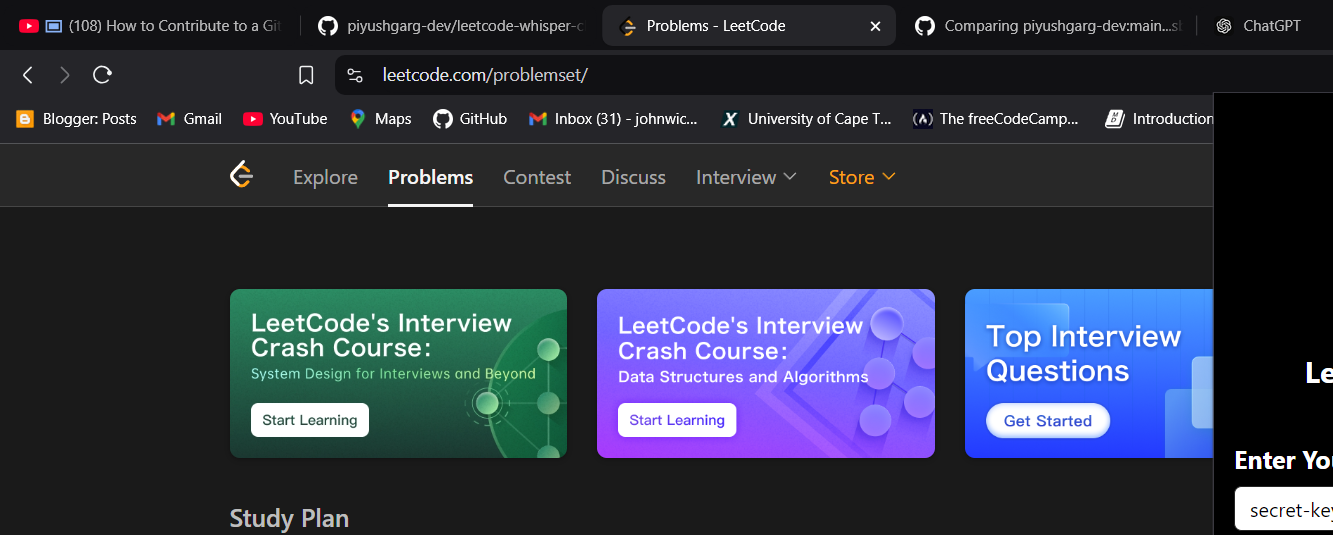 (108) How to Contribute to a Git
piyushgarg-dev/leetcode-whisper-c
Problems - LeetCode
Comparing piyushgarg-dev:main...
ChatGPT
leetcode.com/problemset/
Blogger: Posts
Gmail
YouTube
Maps
GitHub
Inbox (31) - johnwic...
University of Cape T...
The freeCodeCamp...
Introduction
Explore
Problems
Contest
Discuss
Interview
Store
LeetCode's Interview
Crash Course:
System Design for Interviews and Beyond
Start Learning
LeetCode's Interview
Crash Course:
Data Structures and Algorithms
Start Learning
Top Interview
Questions
Get Started
Le
Enter You
secret-key
Study Plan